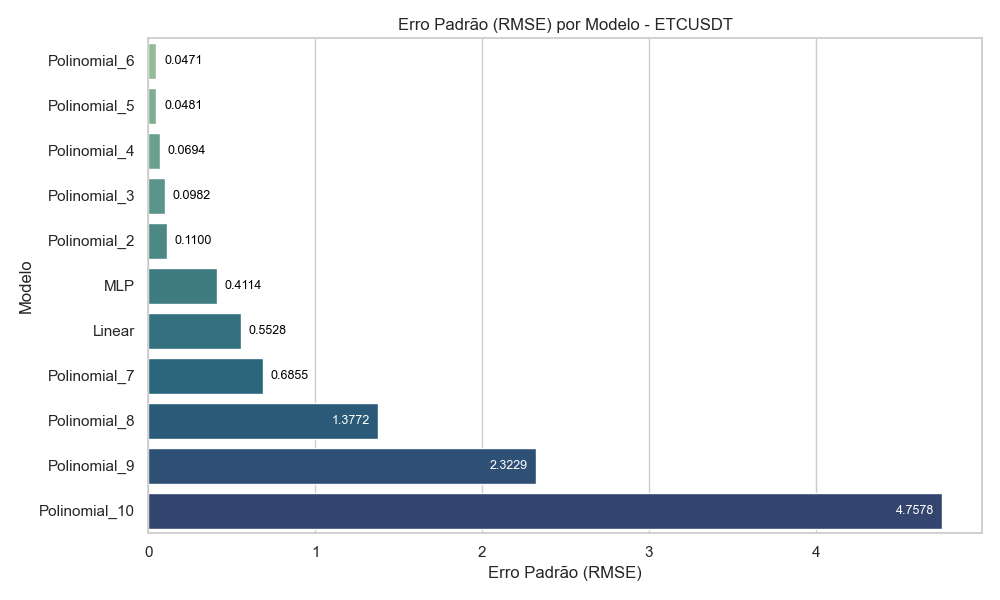 Erro Padrão (RMSE) por Modelo - ETCUSDT
Modelo
Polinomial_6 0.0471
Polinomial_5 0.0481
Polinomial_4 0.0694
Polinomial_3 0.0982
Polinomial_2 0.1100
MLP 0.4114
Linear 0.5528
Polinomial_7 0.6855
Polinomial_8 1.3772
Polinomial_9 2.3229
Polinomial_10 4.7578
0 1 2 3 4
Erro Padrão (RMSE)